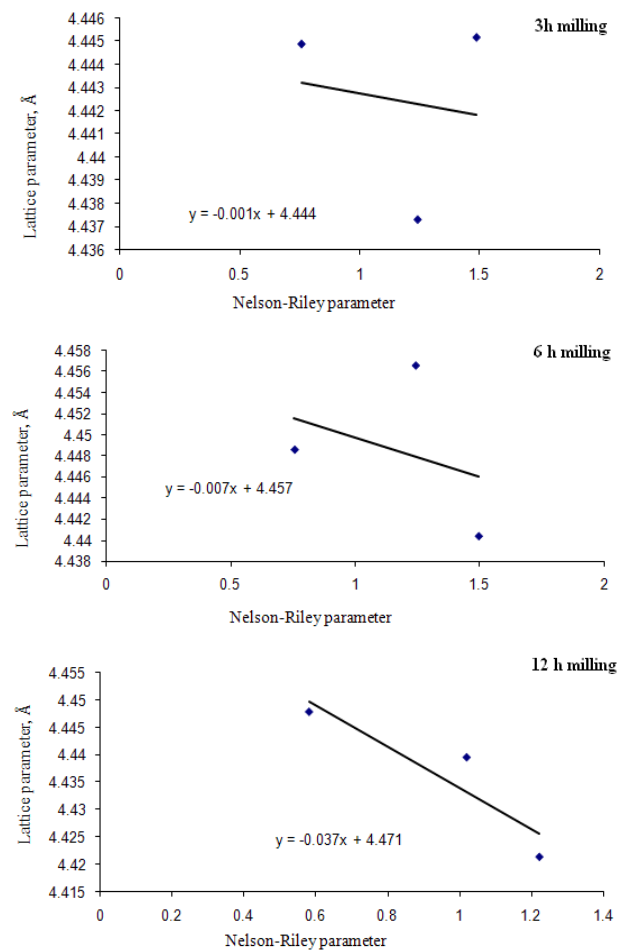 3h milling
Lattice parameter, Å
4.446
4.445
4.444
4.443
4.442
4.441
4.44
4.439
4.438
4.437
4.436
y = -0.001x + 4.444
0 0.5 1 1.5 2
Nelson-Riley parameter
6 h milling
Lattice parameter, Å
4.458
4.456
4.454
4.452
4.45
4.448
4.446
4.444
4.442
4.44
4.438
y = -0.007x + 4.457
0 0.5 1 1.5 2
Nelson-Riley parameter
12 h milling
Lattice parameter, Å
4.455
4.45
4.445
4.44
4.435
4.43
4.425
4.42
4.415
y = -0.037x + 4.471
0 0.2 0.4 0.6 0.8 1 1.2 1.4
Nelson-Riley parameter